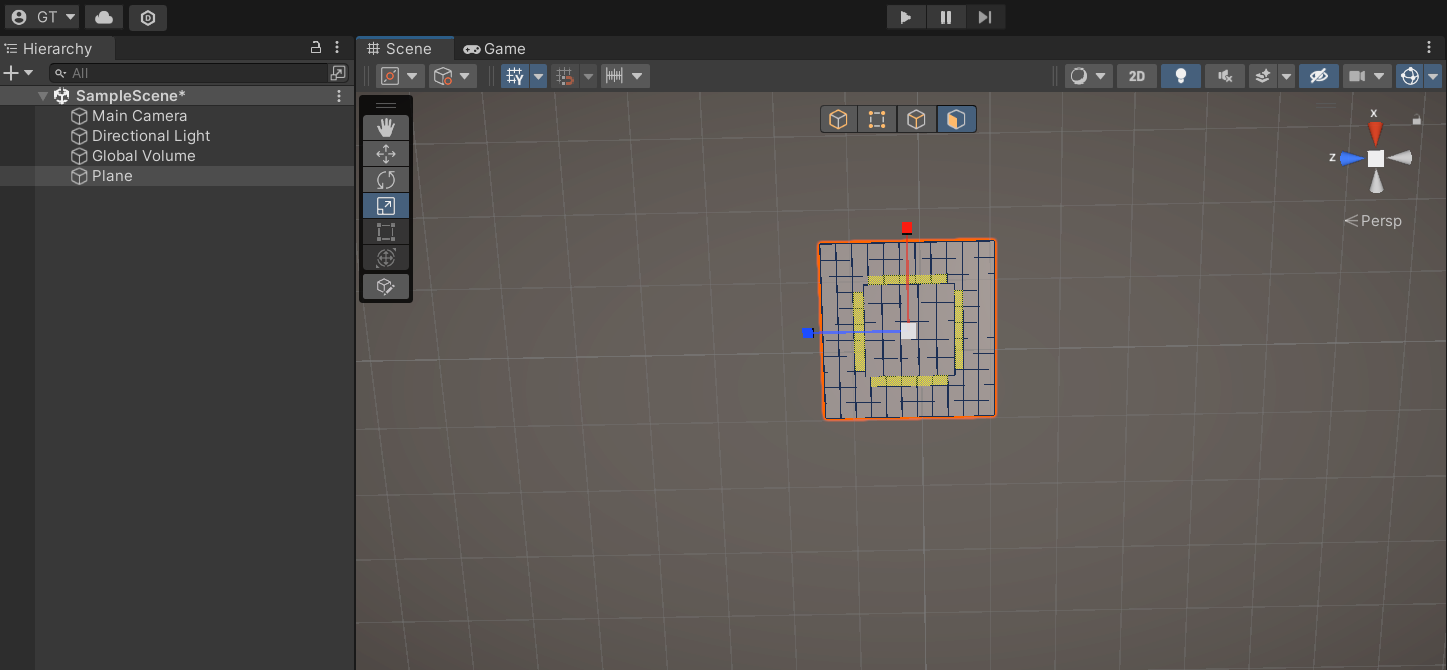 GT
Hierarchy
Scene
Game
All
2D
SampleScene*
Main Camera
Directional Light
Global Volume
Plane
x
z
Persp